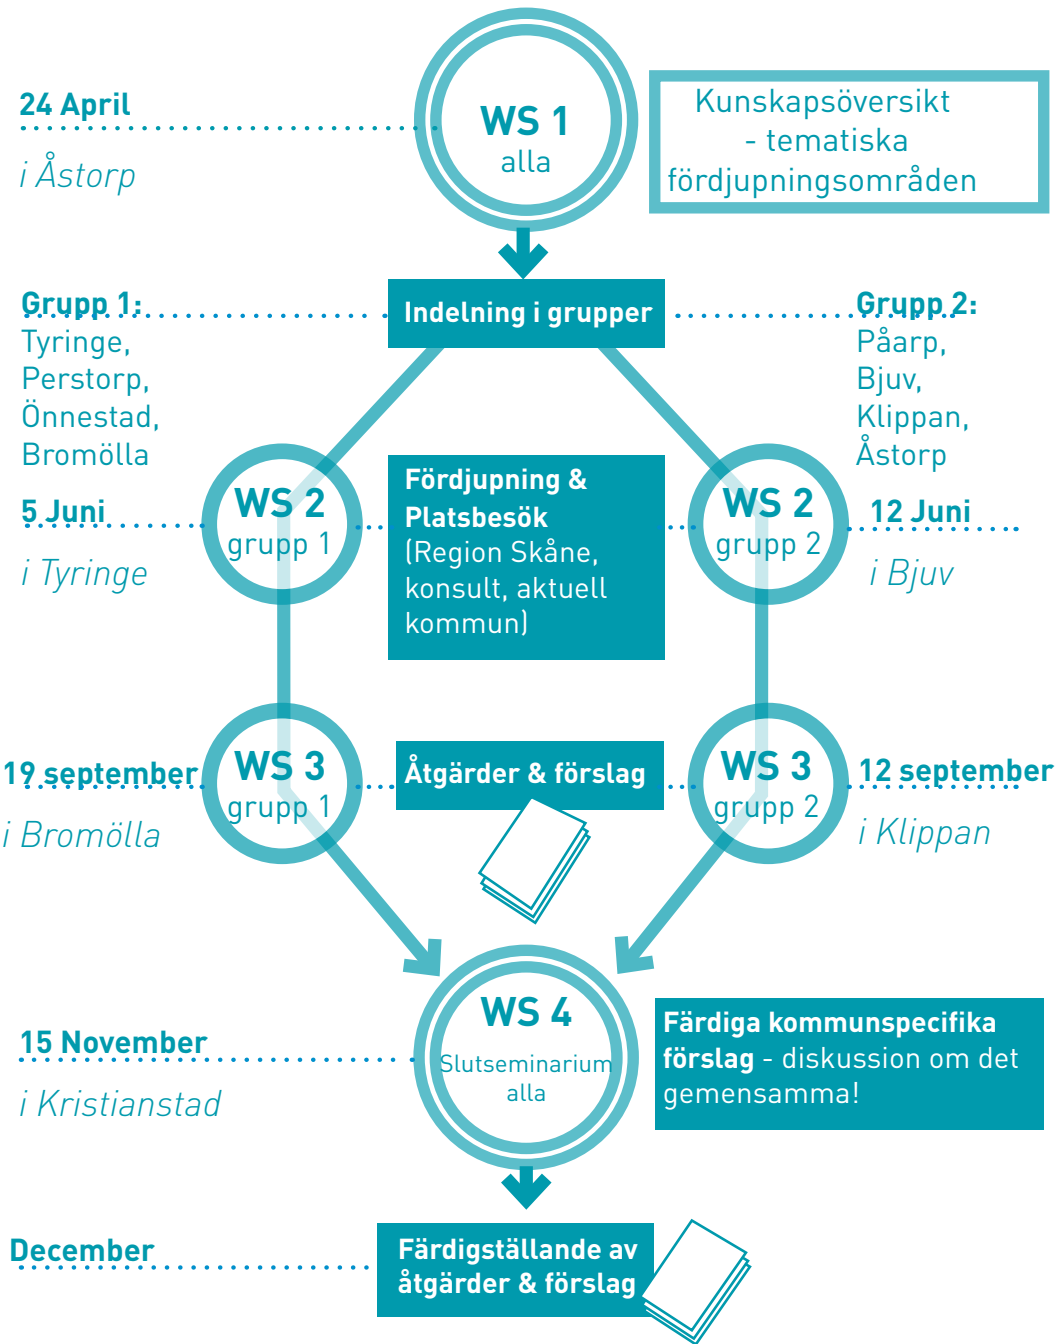 24 April
i Åstorp
WS 1
alla
Kunskapsöversikt
- tematiska
fördjupningsområden
Indelning i grupper
Grupp 1:
Tyringe,
Perstorp,
Önnestad,
Bromölla
Grupp 2:
Påarp,
Bjuv,
Klippan,
Åstorp
5 Juni
i Tyringe
WS 2
grupp 1
Fördjupning &
Platsbesök
(Region Skåne,
konsult, aktuell
kommun)
WS 2
grupp 2
12 Juni
i Bjuv
19 september
i Bromölla
WS 3
grupp 1
Åtgärder & förslag
WS 3
grupp 2
12 september
i Klippan
15 November
i Kristianstad
WS 4
Slutseminarium
alla
Färdiga kommunspecifika
förslag - diskussion om det
gemensamma!
December
Färdigställande av
åtgärder & förslag